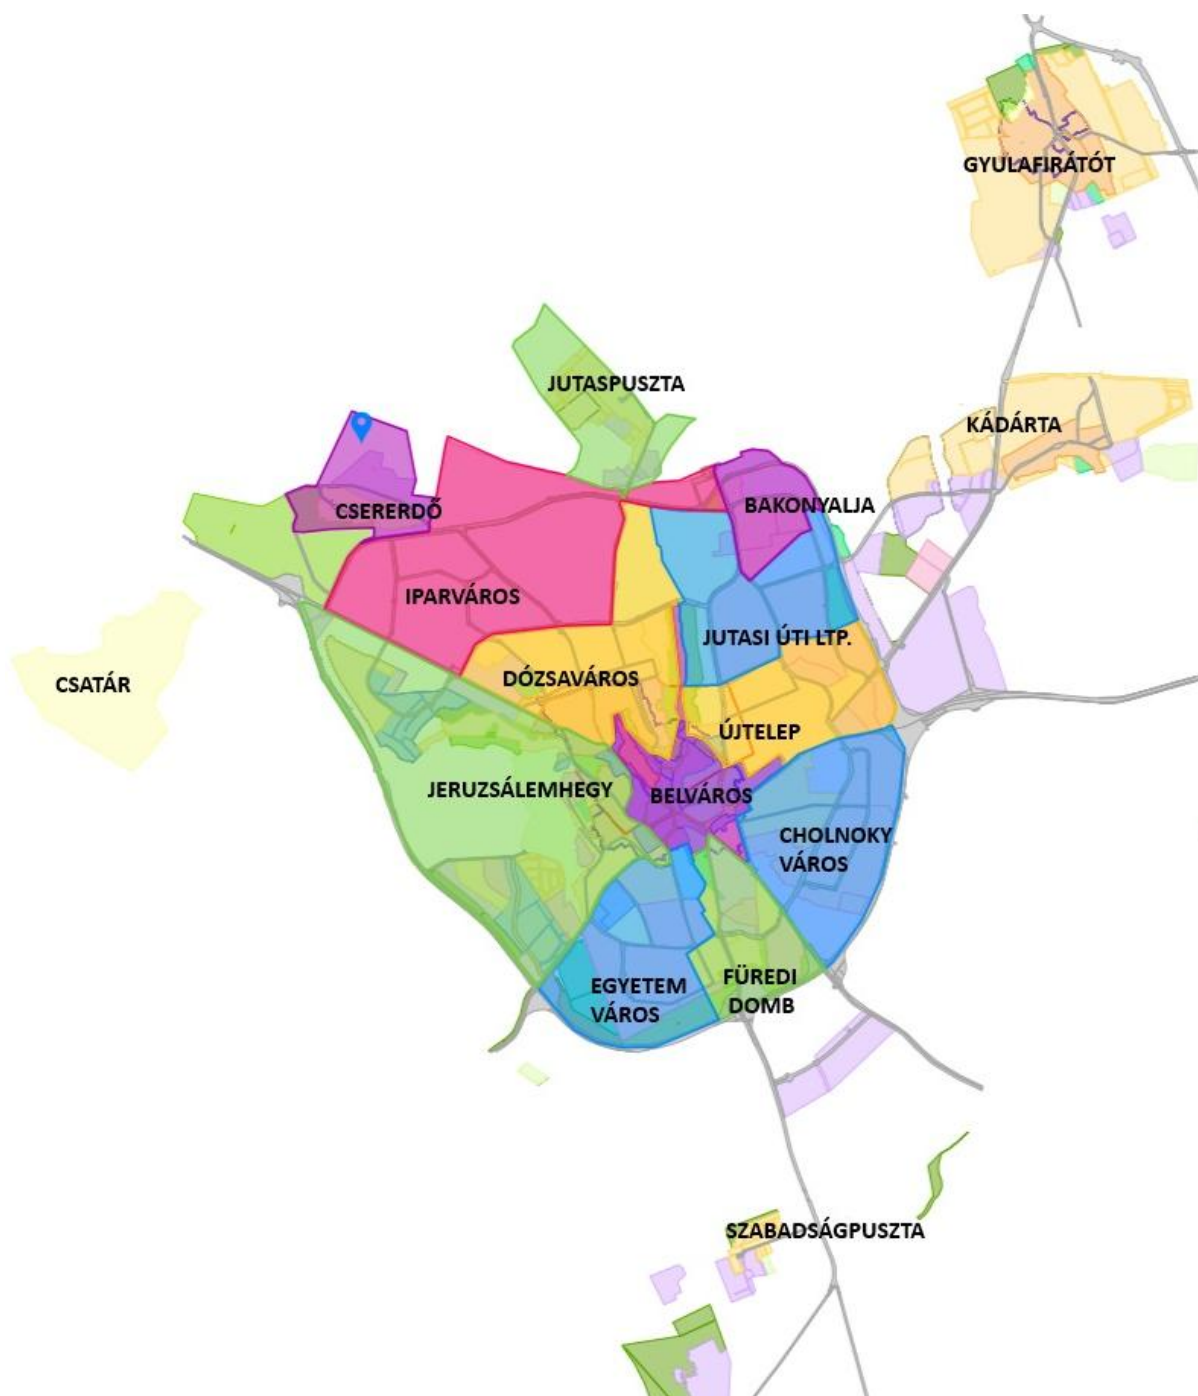 GYULAFIRÁTÓT
JUTASPUSZTA
KÁDÁRTA
CSERERDŐ
BAKONYALJA
IPARVÁROS
JUTASI ÚTI LTP.
CSATÁR
DÓZSAVÁROS
ÚJTELEP
JERUZSÁLEMHEGY
BELVÁROS
CHOLNOKY
VÁROS
EGYETEM
VÁROS
FÜREDI
DOMB
SZABADSÁGPUSZTA